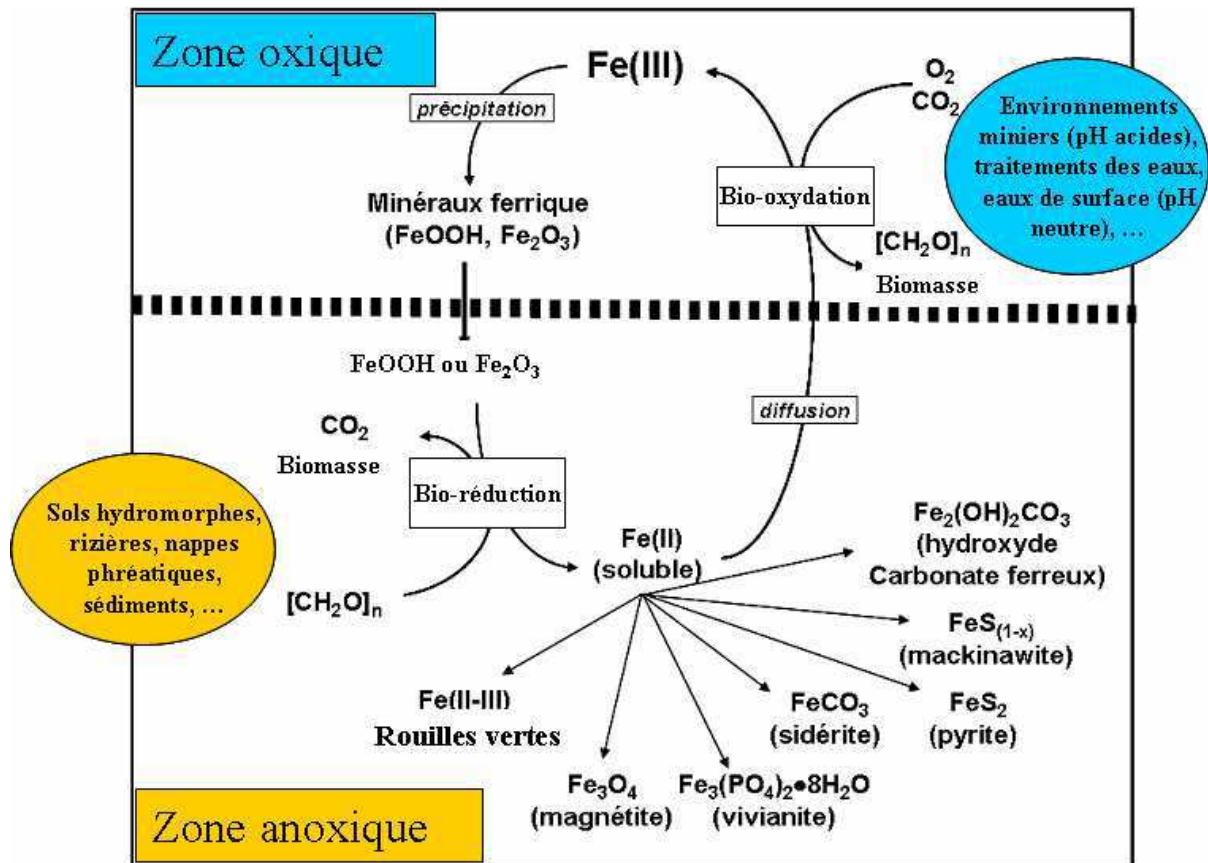 Zone oxique
Fe(III)
précipitation
O₂
CO₂
Environnements
miniers (pH acides),
traitements des eaux,
eaux de surface (pH
neutre), …
Bio-oxydation
Minéraux ferrique
(FeOOH, Fe₂O₃)
[CH₂O]ₙ
Biomasse
FeOOH ou Fe₂O₃
diffusion
CO₂
Biomasse
Bio-réduction
Sols hydromorphes,
rizières, nappes
phréatiques,
sédiments, …
[CH₂O]ₙ
Fe(II)
(soluble)
Fe₂(OH)₂CO₃
(hydroxyde
Carbonate ferreux)
FeS₍₁₋ₓ₎
(mackinawite)
Fe(II-III)
Rouilles vertes
FeCO₃
(sidérite)
FeS₂
(pyrite)
Fe₃O₄
(magnétite)
Fe₃(PO₄)₂●8H₂O
(vivianite)
Zone anoxique